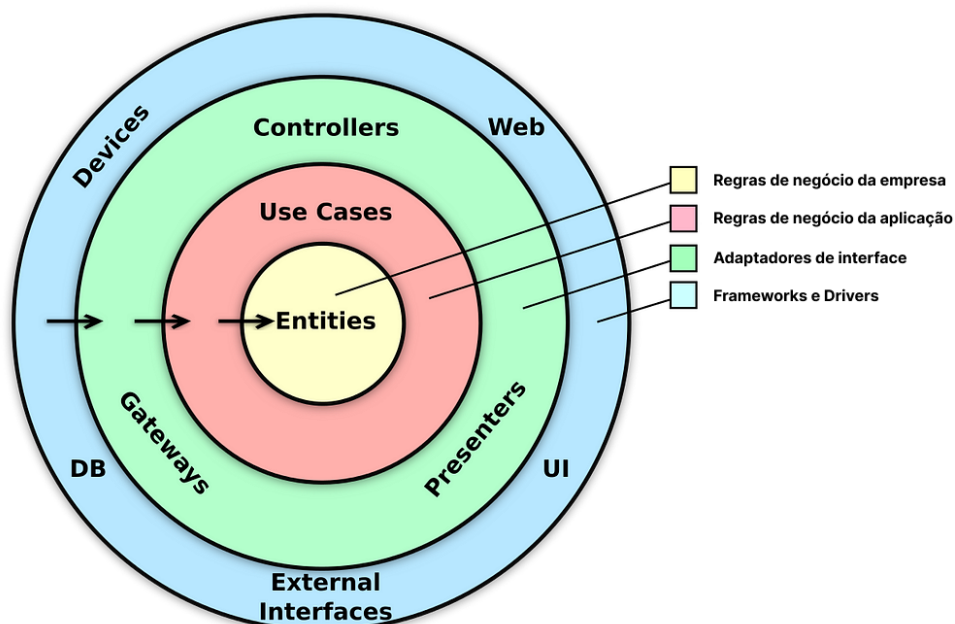 Devices
Controllers
Web
Use Cases
Entities
Gateways
Presenters
DB
UI
External
Interfaces
Regras de negócio da empresa
Regras de negócio da aplicação
Adaptadores de interface
Frameworks e Drivers